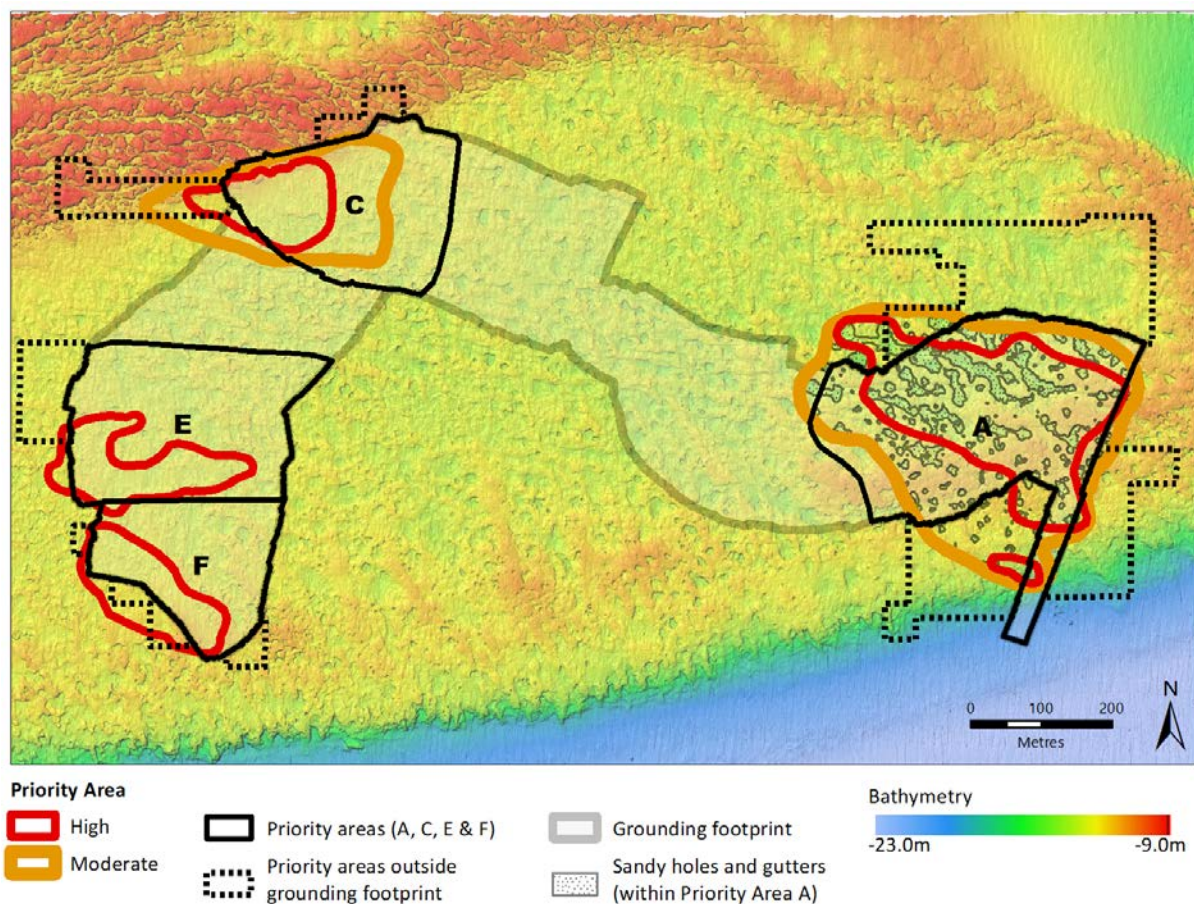 C
E
A
F
N
0 100 200
Metres
Priority Area
High
Moderate
Priority areas (A, C, E & F)
Priority areas outside
grounding footprint
Grounding footprint
Sandy holes and gutters
(within Priority Area A)
Bathymetry
-23.0m -9.0m